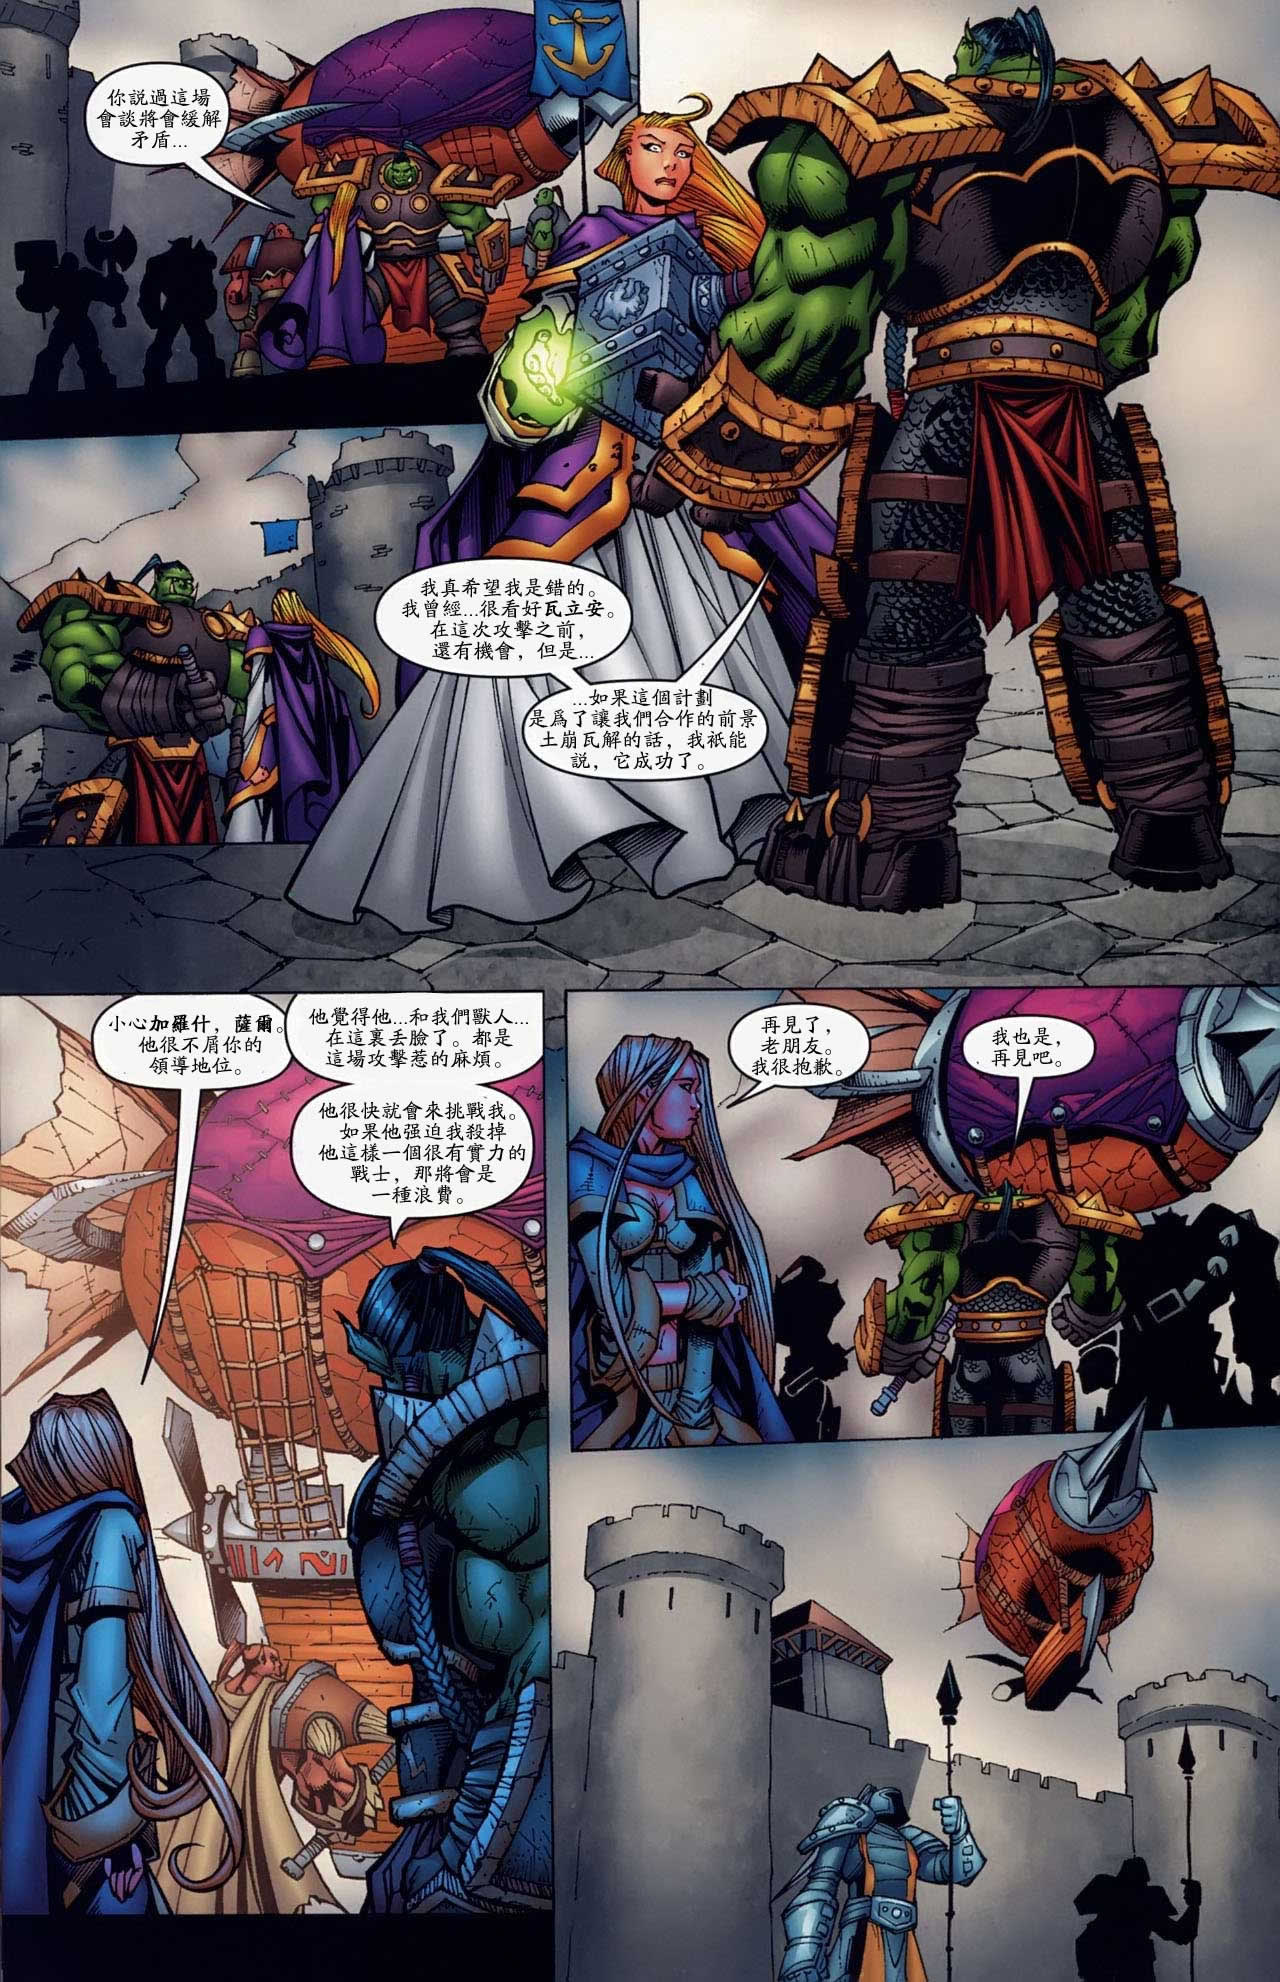 你説過這場
會談將會緩解
矛盾...
我真希望我是錯的。
我曾經...很看好瓦立安。
在這次攻擊之前，
還有機會，但是...
...如果這個計劃
是爲了讓我們合作的前景
土崩瓦解的話，我衹能
説，它成功了。
小心加羅什，薩爾。
他很不屑你的
領導地位。
他覺得他...和我們獸人...
在這裏丢臉了。都是
這場攻擊惹的麻煩。
他很快就會來挑戰我。
如果他强迫我殺掉
他這樣一個很有實力的
戰士，那將會是
一種浪費。
再見了，
老朋友。
我很抱歉。
我也是，
再見吧。